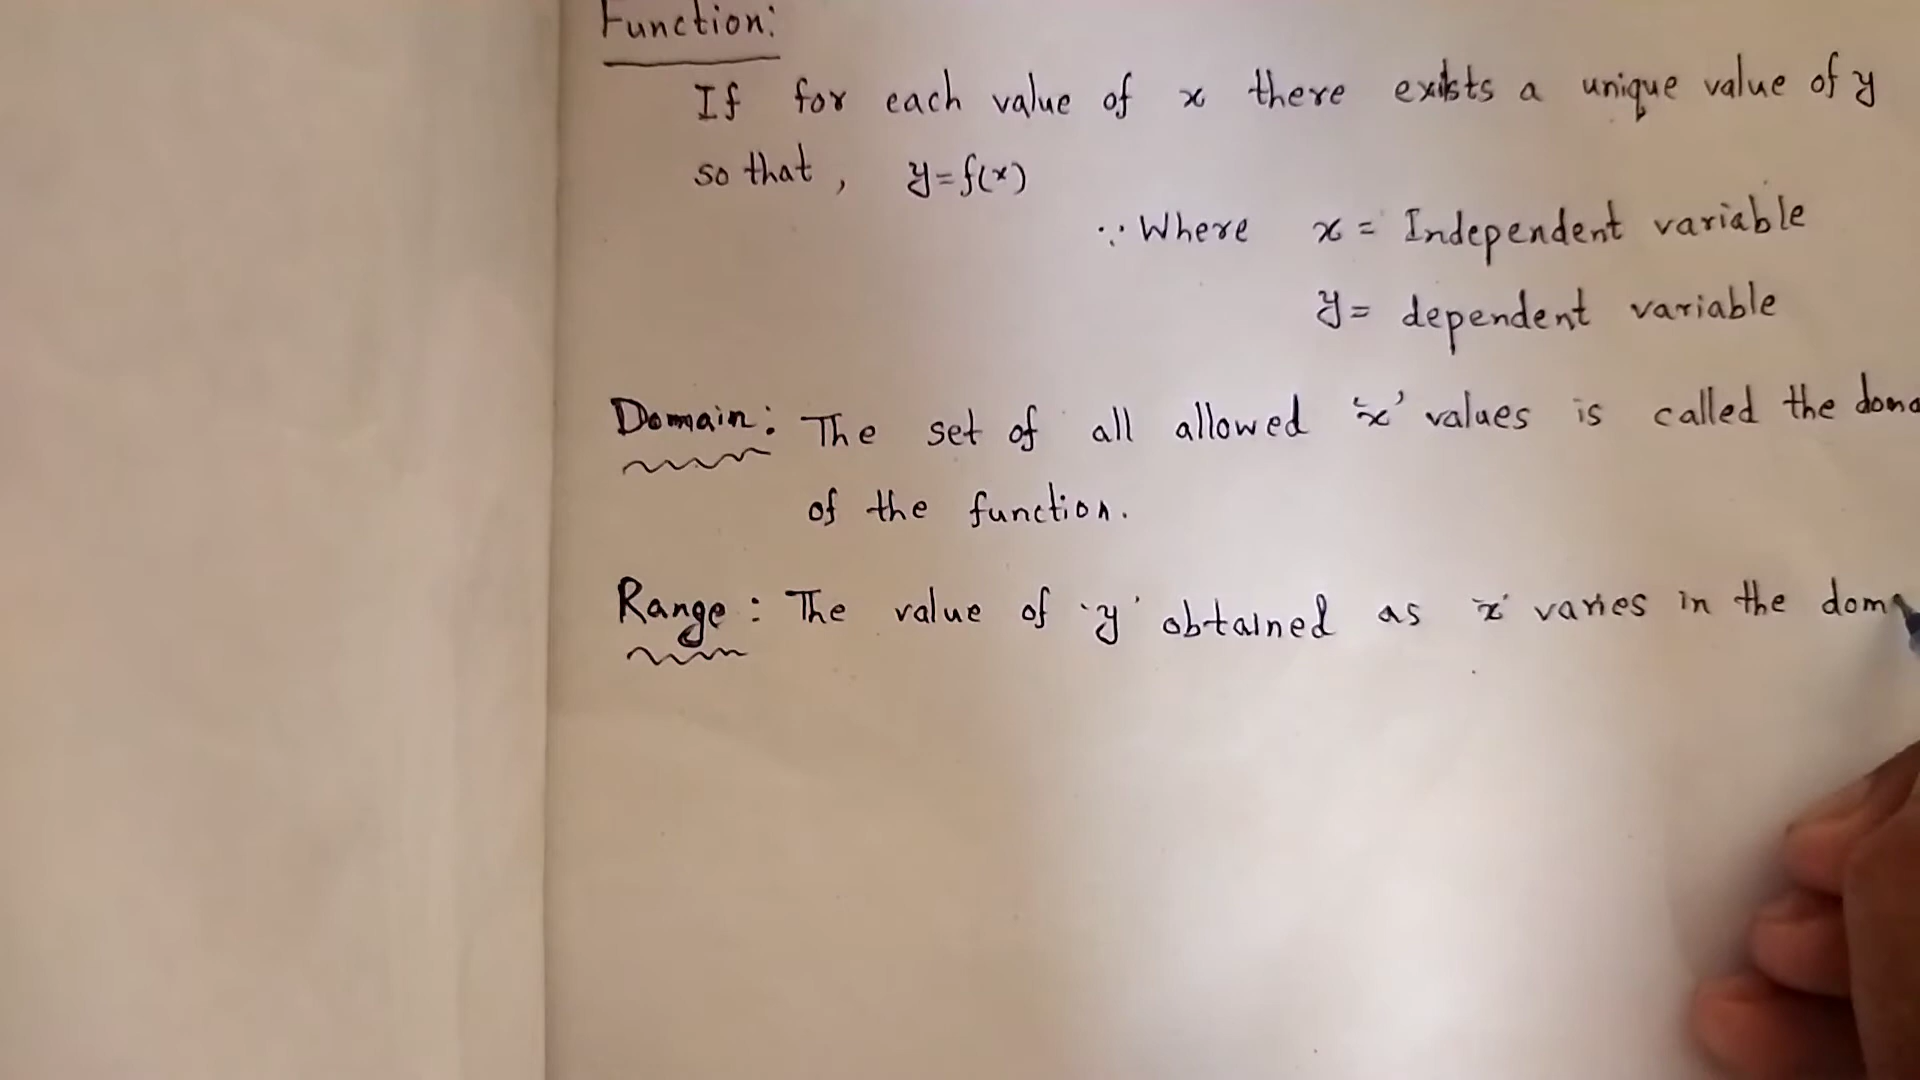 Function:
If for each value of x there exists a unique value of y
so that, y=f(x)
∵ Where x = Independent variable
y = dependent variable
Domain: The set of all allowed 'x' values is called the doma
of the function.
Range: The value of 'y' obtained as 'x' varies in the dom